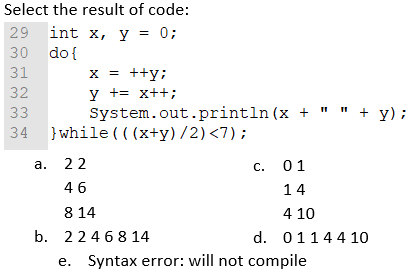 Select the result of code:
29 int x, y = 0;
30 do{
31 x = ++y;
32 y += x++;
33 System.out.println(x + " " + y);
34 }while(((x+y)/2)<7);
a. 2 2 c. 0 1
4 6 1 4
8 14 4 10
b. 2 2 4 6 8 14 d. 0 1 1 4 4 10
e. Syntax error: will not compile